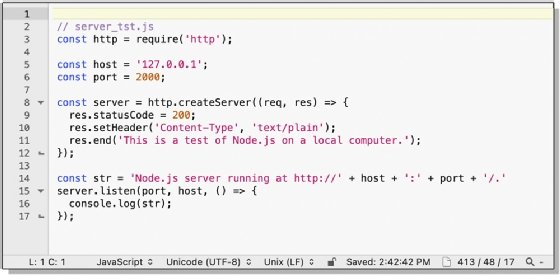 1
2 // server_tst.js
3 const http = require('http');
4
5 const host = '127.0.0.1';
6 const port = 2000;
7
8 const server = http.createServer((req, res) => {
9   res.statusCode = 200;
10   res.setHeader('Content-Type', 'text/plain');
11   res.end('This is a test of Node.js on a local computer.');
12 });
13
14 const str = 'Node.js server running at http://' + host + ':' + port + '/.'
15 server.listen(port, host, () => {
16   console.log(str);
17 });
L: 1 C: 1 JavaScript Unicode (UTF-8) Unix (LF) Saved: 2:42:42 PM 413 / 48 / 17